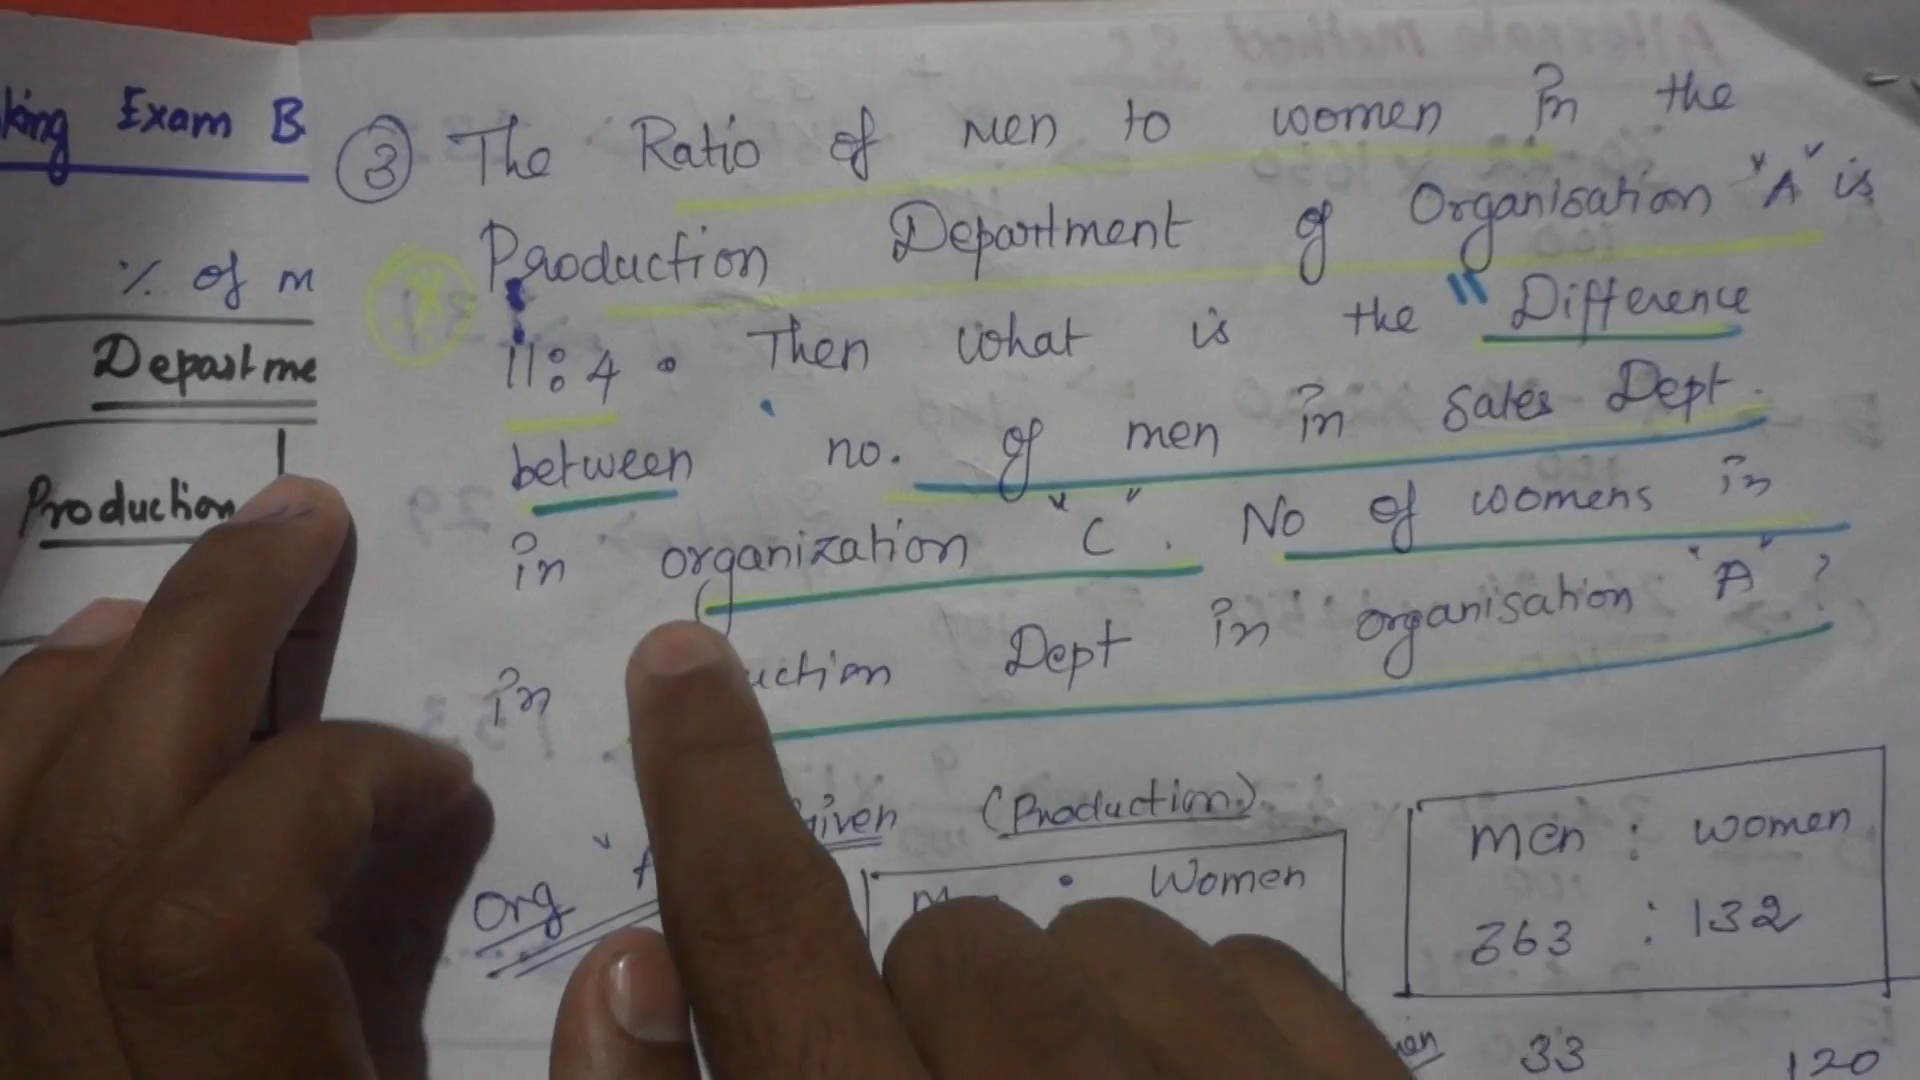 king Exam B
% of m
Departme
Production
③ The Ratio of men to women in the
Production Department of Organisation "A" is
11:4. Then what is the "Difference
between no. of men in Sales Dept.
in organization "C". No of womens in
in uction Dept in organisation "A" ?
given (Production)
Org
Women
men : women
363 : 132
33 120